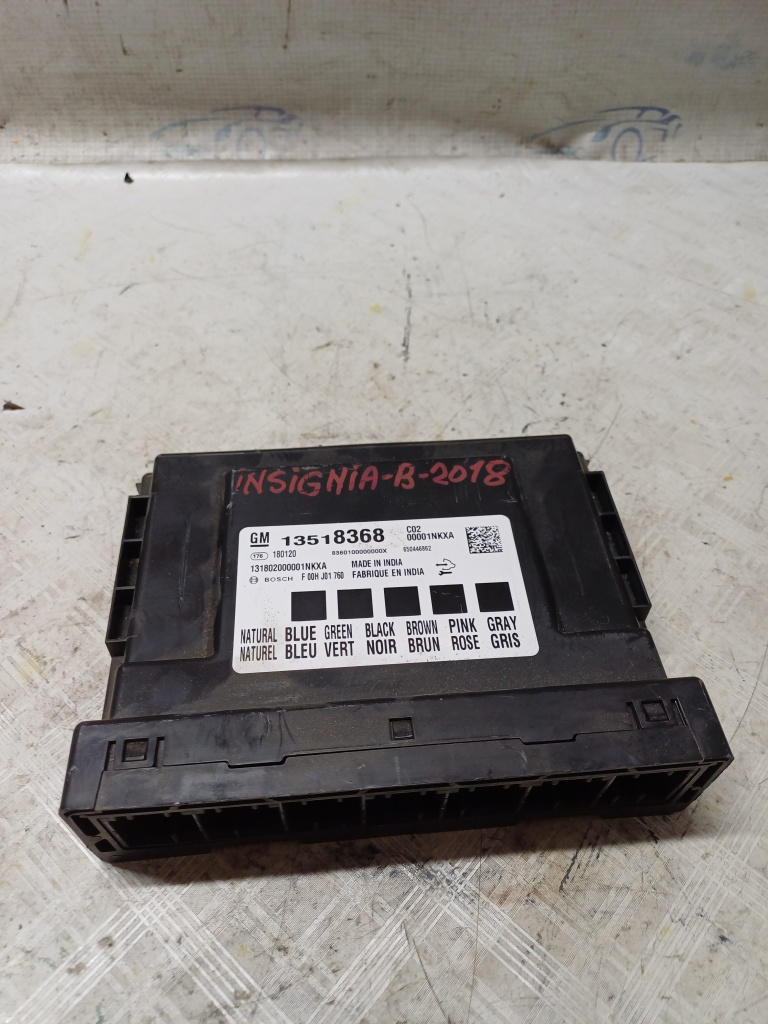 INSIGNIA-B-2018
GM 13518368 C02 00001NKXA
176 180120 8360100000000X 650446862
131802000001NKXA MADE IN INDIA
BOSCH F 00H J01 760 FABRIQUE EN INDIA
NATURAL BLUE GREEN BLACK BROWN PINK GRAY
NATUREL BLEU VERT NOIR BRUN ROSE GRIS